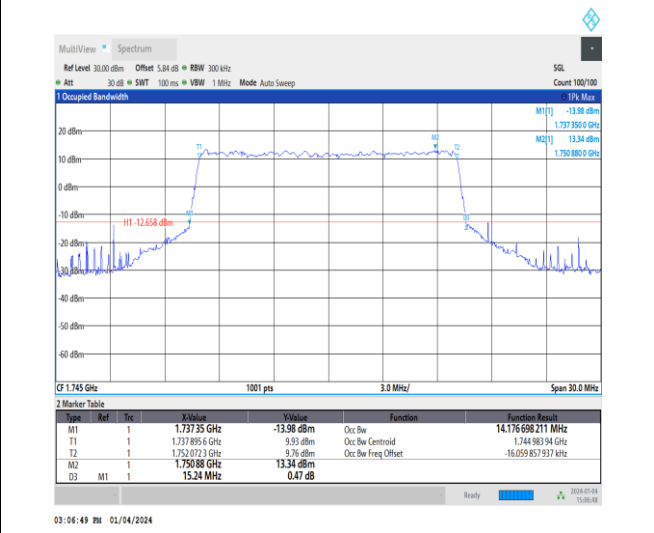 MultiView Spectrum
Ref Level 30.00 dBm Offset 5.84 dB RBW 300 kHz SGL
Att 30 dB SWT 100 ms VBW 1 MHz Mode Auto Sweep Count 100/100
1 Occupied Bandwidth 1Pk Max
M1[1] -13.98 dBm
1.737 350 0 GHz
M2[1] 13.34 dBm
1.750 880 0 GHz
20 dBm
M2
T1 T2
10 dBm
0 dBm
-10 dBm
M1 D3
H1 -12.658 dBm
-20 dBm
-30 dBm
-40 dBm
-50 dBm
-60 dBm
CF 1.745 GHz 1001 pts 3.0 MHz/ Span 30.0 MHz
2 Marker Table
Type Ref Trc X-Value Y-Value Function Function Result
M1 1 1.737 35 GHz -13.98 dBm Occ Bw 14.176 698 211 MHz
T1 1 1.737 895 6 GHz 9.93 dBm Occ Bw Centroid 1.744 983 94 GHz
T2 1 1.752 072 3 GHz 9.76 dBm Occ Bw Freq Offset -16.059 857 937 kHz
M2 1 1.750 88 GHz 13.34 dBm
D3 M1 1 15.24 MHz 0.47 dB
Ready 2024-01-04
15:06:48
03:06:49 PM 01/04/2024